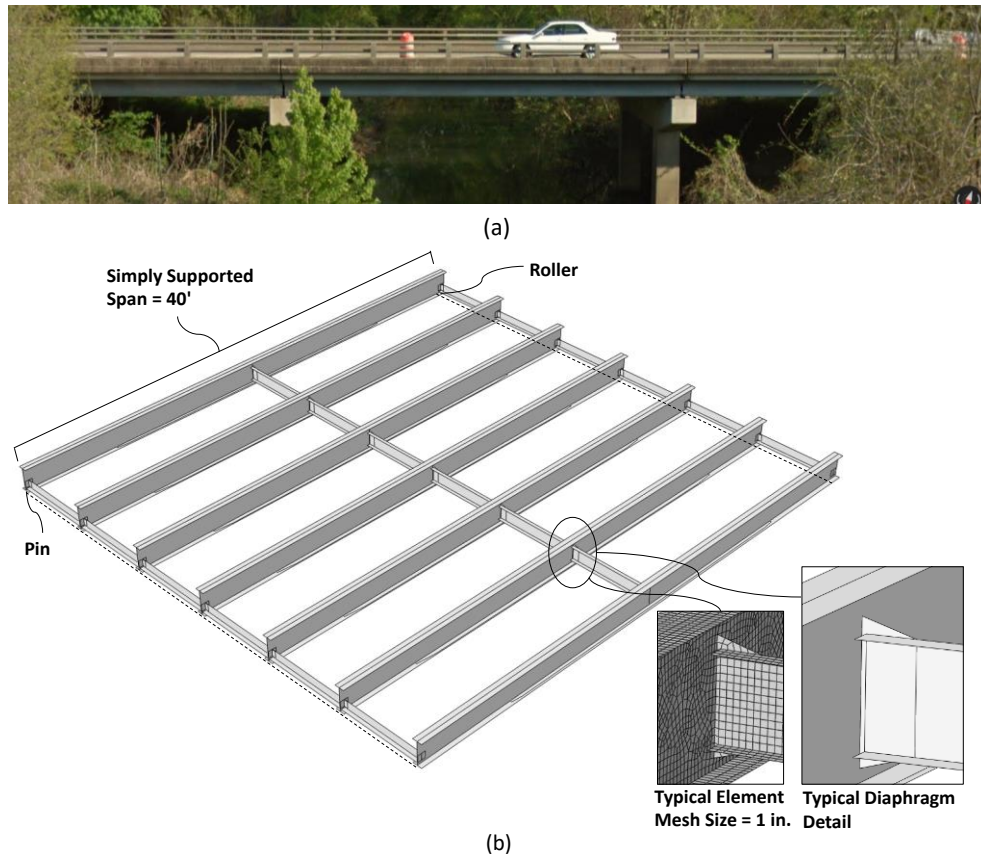 (a)
Simply Supported
Span = 40'
Roller
Pin
Typical Element
Mesh Size = 1 in.
Typical Diaphragm
Detail
(b)